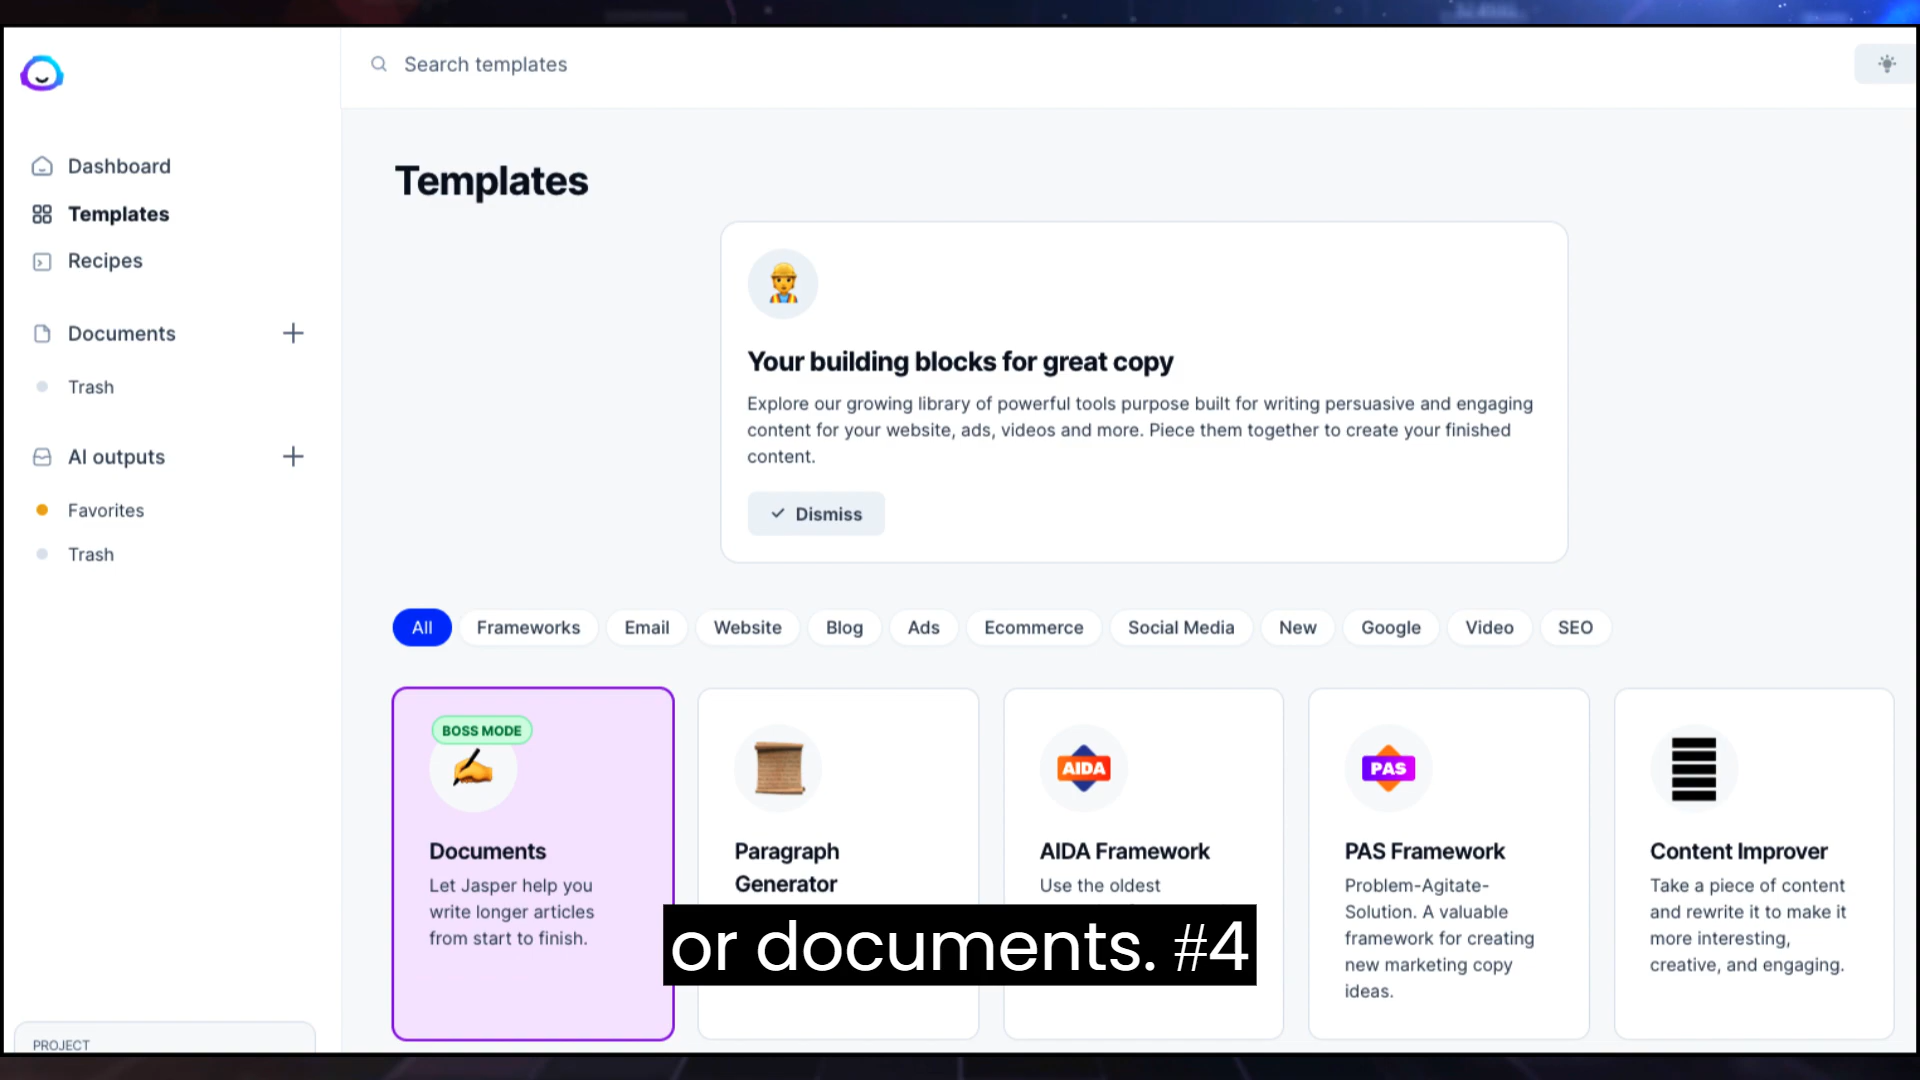 Search templates
Dashboard
Templates
Recipes
Documents
Trash
AI outputs
Favorites
Trash
PROJECT
Templates
Your building blocks for great copy
Explore our growing library of powerful tools purpose built for writing persuasive and engaging
content for your website, ads, videos and more. Piece them together to create your finished
content.
Dismiss
All Frameworks Email Website Blog Ads Ecommerce Social Media New Google Video SEO
BOSS MODE
Documents
Let Jasper help you
write longer articles
from start to finish.
Paragraph
Generator
AIDA
AIDA Framework
Use the oldest
PAS
PAS Framework
Problem-Agitate-
Solution. A valuable
framework for creating
new marketing copy
ideas.
Content Improver
Take a piece of content
and rewrite it to make it
more interesting,
creative, and engaging.
or documents. #4